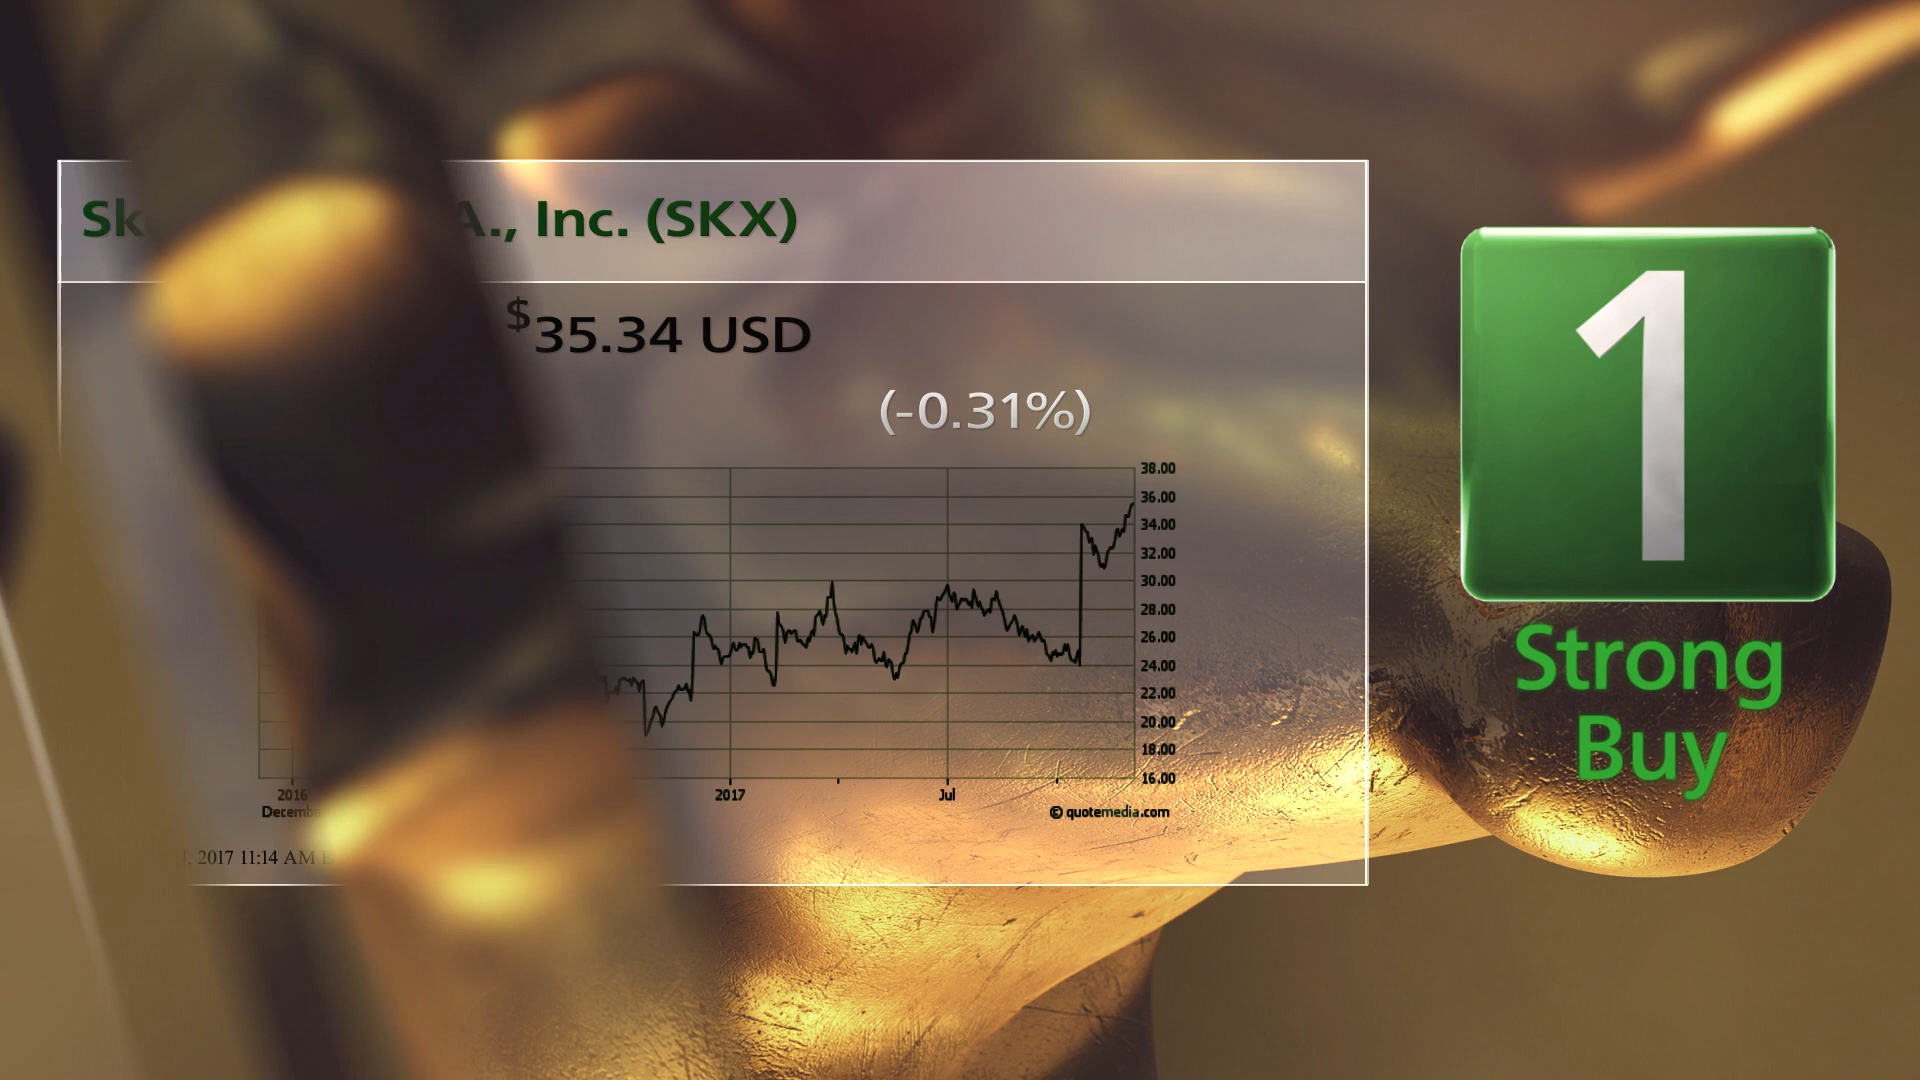 A., Inc. (SKX)
$35.34 USD
(-0.31%)
38.00
36.00
34.00
32.00
30.00
28.00
26.00
24.00
22.00
20.00
18.00
16.00
2016 2017 Jul
© quotemedia.com
2017 11:14 AM
1
Strong
Buy